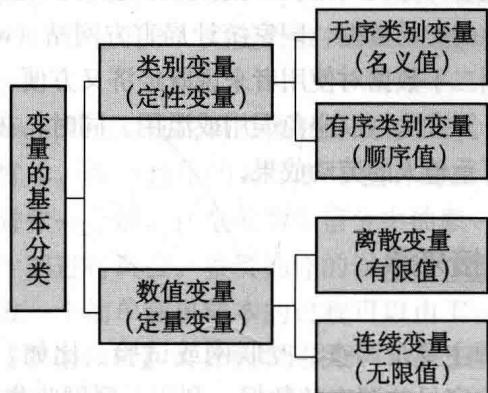 变量的基本分类
类别变量
(定性变量)
无序类别变量
(名义值)
有序类别变量
(顺序值)
数值变量
(定量变量)
离散变量
(有限值)
连续变量
(无限值)